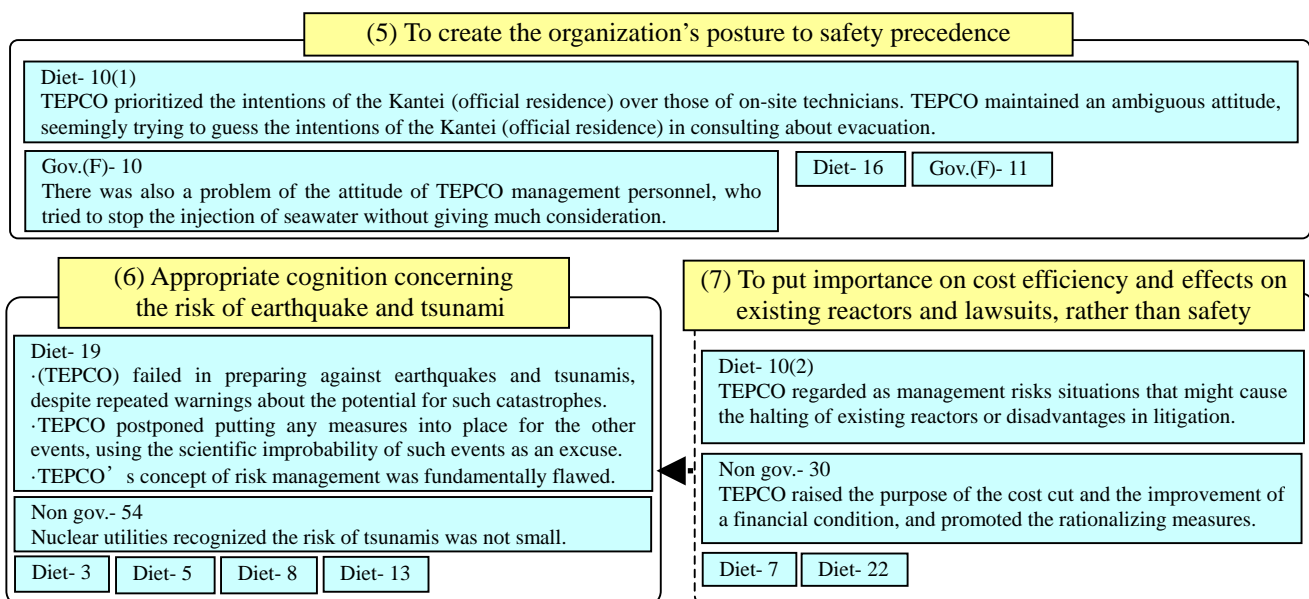 (5) To create the organization’s posture to safety precedence
Diet- 10(1)
TEPCO prioritized the intentions of the Kantei (official residence) over those of on-site technicians. TEPCO maintained an ambiguous attitude,
seemingly trying to guess the intentions of the Kantei (official residence) in consulting about evacuation.
Gov.(F)- 10
There was also a problem of the attitude of TEPCO management personnel, who
tried to stop the injection of seawater without giving much consideration.
Diet- 16
Gov.(F)- 11
(6) Appropriate cognition concerning
the risk of earthquake and tsunami
Diet- 19
·(TEPCO) failed in preparing against earthquakes and tsunamis,
despite repeated warnings about the potential for such catastrophes.
·TEPCO postponed putting any measures into place for the other
events, using the scientific improbability of such events as an excuse.
·TEPCO’s concept of risk management was fundamentally flawed.
Non gov.- 54
Nuclear utilities recognized the risk of tsunamis was not small.
Diet- 3
Diet- 5
Diet- 8
Diet- 13
(7) To put importance on cost efficiency and effects on
existing reactors and lawsuits, rather than safety
Diet- 10(2)
TEPCO regarded as management risks situations that might cause
the halting of existing reactors or disadvantages in litigation.
Non gov.- 30
TEPCO raised the purpose of the cost cut and the improvement of
a financial condition, and promoted the rationalizing measures.
Diet- 7
Diet- 22